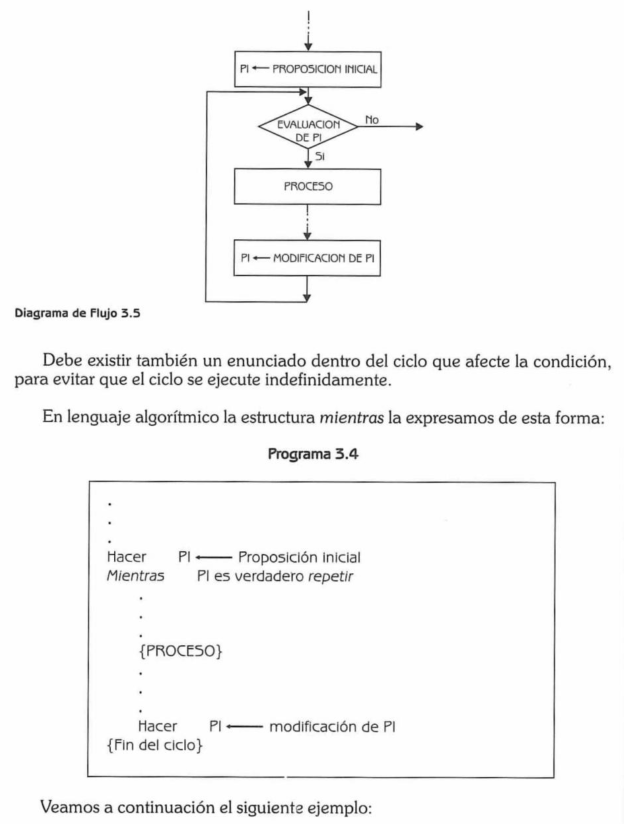 PI ← PROPOSICION INICIAL
EVALUACION
DE PI
No
Si
PROCESO
PI ← MODIFICACION DE PI
Diagrama de Flujo 3.5
Debe existir también un enunciado dentro del ciclo que afecte la condición,
para evitar que el ciclo se ejecute indefinidamente.
En lenguaje algorítmico la estructura mientras la expresamos de esta forma:
Programa 3.4
.
.
.
Hacer PI ← Proposición inicial
Mientras PI es verdadero repetir
.
.
.
{PROCESO}
.
.
.
Hacer PI ← modificación de PI
{Fin del ciclo}
Veamos a continuación el siguiente ejemplo: